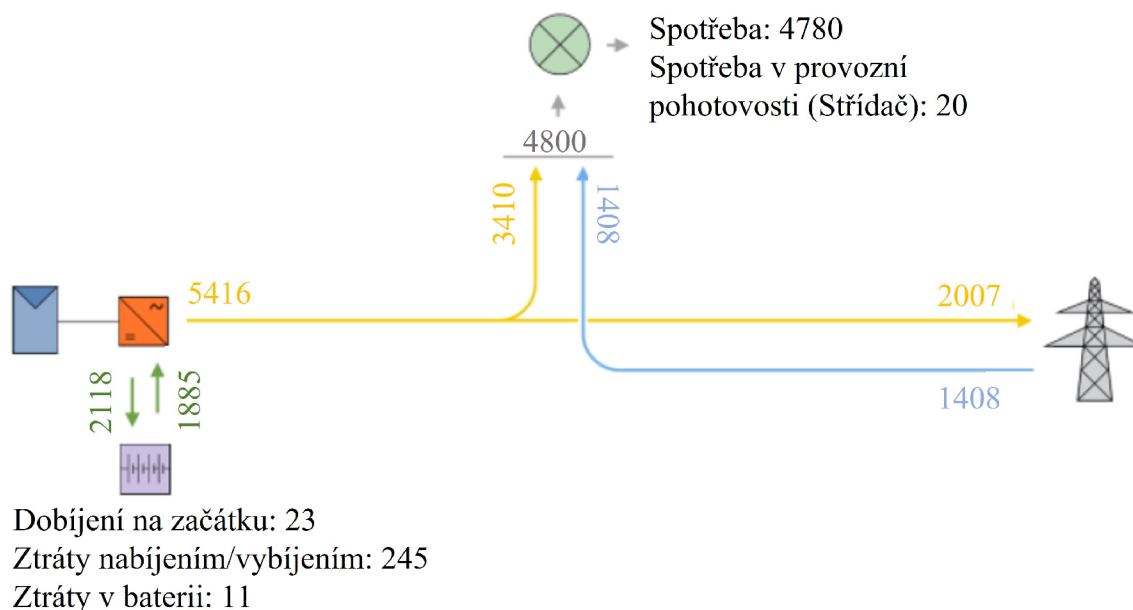 Spotřeba: 4780
Spotřeba v provozní
pohotovosti (Střídač): 20
4800
3410
1408
5416
2007
1408
2118
1885
Dobíjení na začátku: 23
Ztráty nabíjením/vybíjením: 245
Ztráty v baterii: 11